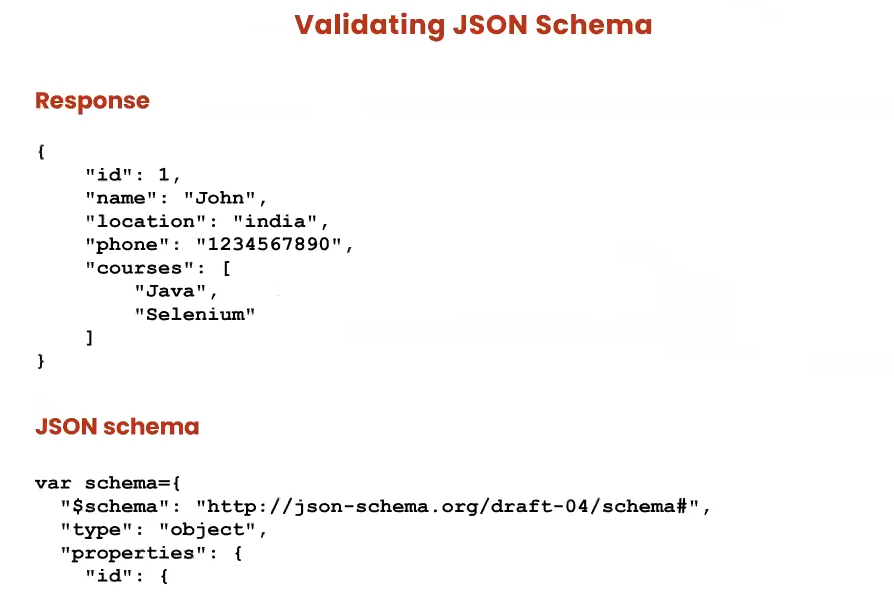 Validating JSON Schema
Response
{
    "id": 1,
    "name": "John",
    "location": "india",
    "phone": "1234567890",
    "courses": [
        "Java",
        "Selenium"
    ]
}
JSON schema
var schema={
  "$schema": "http://json-schema.org/draft-04/schema#",
  "type": "object",
  "properties": {
    "id": {